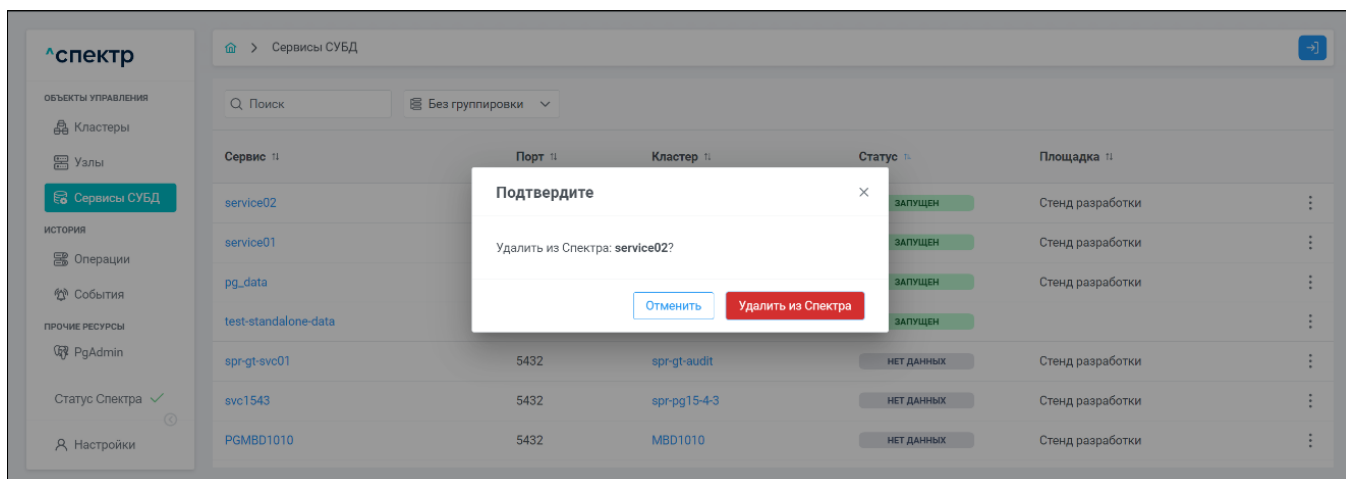 ^спектр
Сервисы СУБД
ОБЪЕКТЫ УПРАВЛЕНИЯ
Кластеры
Узлы
Сервисы СУБД
ИСТОРИЯ
Операции
События
ПРОЧИЕ РЕСУРСЫ
PgAdmin
Статус Спектра
Настройки
Поиск
Без группировки
Сервис Порт Кластер Статус Площадка
service02 ЗАПУЩЕН Стенд разработки
service01 ЗАПУЩЕН Стенд разработки
pg_data ЗАПУЩЕН Стенд разработки
test-standalone-data ЗАПУЩЕН
spr-gt-svc01 5432 spr-gt-audit НЕТ ДАННЫХ Стенд разработки
svc1543 5432 spr-pg15-4-3 НЕТ ДАННЫХ Стенд разработки
PGMBD1010 5432 MBD1010 НЕТ ДАННЫХ Стенд разработки
Подтвердите
Удалить из Спектра: service02?
Отменить
Удалить из Спектра